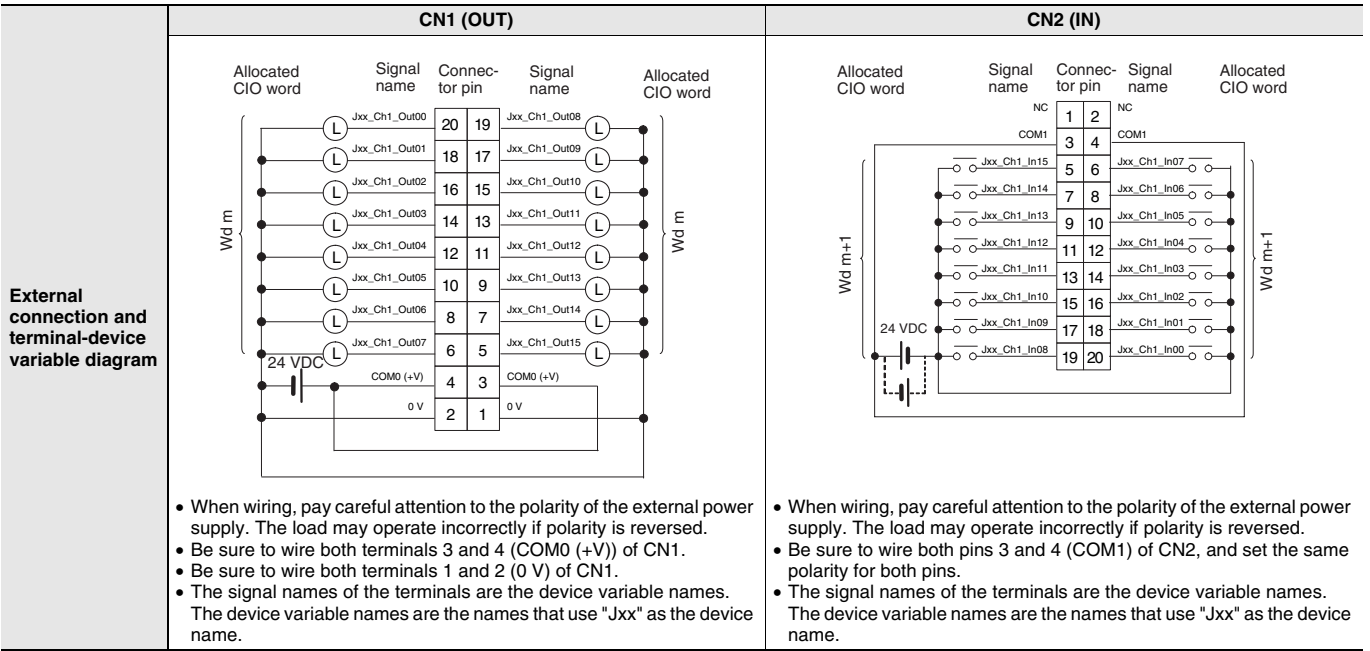 CN1 (OUT)
CN2 (IN)
External
connection and
terminal-device
variable diagram
Allocated
CIO word
Signal
name
Connec-
tor pin
Signal
name
Allocated
CIO word
Wd m
Jxx_Ch1_Out00 20 19 Jxx_Ch1_Out08
L L
Jxx_Ch1_Out01 18 17 Jxx_Ch1_Out09
L L
Jxx_Ch1_Out02 16 15 Jxx_Ch1_Out10
L L
Jxx_Ch1_Out03 14 13 Jxx_Ch1_Out11
L L
Jxx_Ch1_Out04 12 11 Jxx_Ch1_Out12
L L
Jxx_Ch1_Out05 10 9 Jxx_Ch1_Out13
L L
Jxx_Ch1_Out06 8 7 Jxx_Ch1_Out14
L L
Jxx_Ch1_Out07 6 5 Jxx_Ch1_Out15
L L
Wd m
24 VDC
COM0 (+V) 4 3 COM0 (+V)
0 V 2 1 0 V
• When wiring, pay careful attention to the polarity of the external power
supply. The load may operate incorrectly if polarity is reversed.
• Be sure to wire both terminals 3 and 4 (COM0 (+V)) of CN1.
• Be sure to wire both terminals 1 and 2 (0 V) of CN1.
• The signal names of the terminals are the device variable names.
The device variable names are the names that use "Jxx" as the device
name.
Allocated
CIO word
Signal
name
Connec-
tor pin
Signal
name
Allocated
CIO word
NC 1 2 NC
COM1 3 4 COM1
Wd m+1
Jxx_Ch1_In15 5 6 Jxx_Ch1_In07
Jxx_Ch1_In14 7 8 Jxx_Ch1_In06
Jxx_Ch1_In13 9 10 Jxx_Ch1_In05
Jxx_Ch1_In12 11 12 Jxx_Ch1_In04
Jxx_Ch1_In11 13 14 Jxx_Ch1_In03
Jxx_Ch1_In10 15 16 Jxx_Ch1_In02
Jxx_Ch1_In09 17 18 Jxx_Ch1_In01
Jxx_Ch1_In08 19 20 Jxx_Ch1_In00
Wd m+1
24 VDC
• When wiring, pay careful attention to the polarity of the external power
supply. The load may operate incorrectly if polarity is reversed.
• Be sure to wire both pins 3 and 4 (COM1) of CN2, and set the same
polarity for both pins.
• The signal names of the terminals are the device variable names.
The device variable names are the names that use "Jxx" as the device
name.